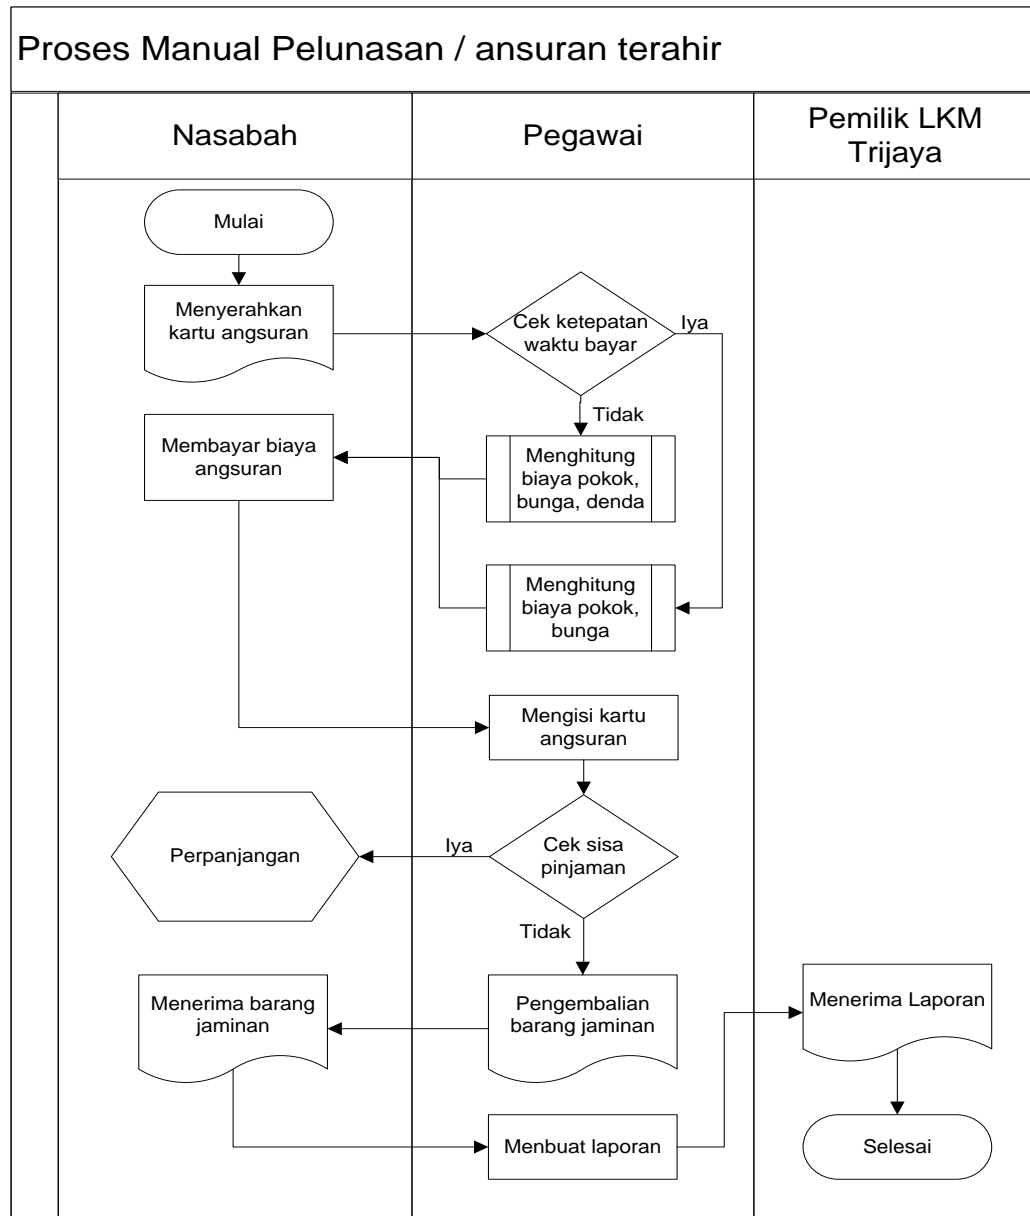 Proses Manual Pelunasan / ansuran terahir
Nasabah
Pegawai
Pemilik LKM
Trijaya
Mulai
Menyerahkan
kartu angsuran
Cek ketepatan
waktu bayar
Iya
Tidak
Membayar biaya
angsuran
Menghitung
biaya pokok,
bunga, denda
Menghitung
biaya pokok,
bunga
Mengisi kartu
angsuran
Perpanjangan
Iya
Cek sisa
pinjaman
Tidak
Menerima barang
jaminan
Pengembalian
barang jaminan
Menerima Laporan
Menbuat laporan
Selesai